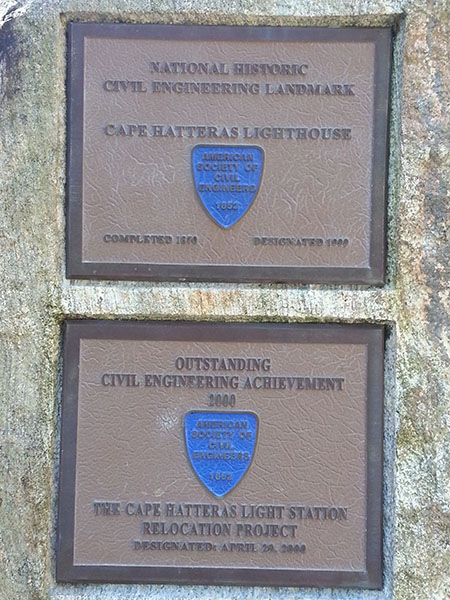 NATIONAL HISTORIC
CIVIL ENGINEERING LANDMARK
CAPE HATTERAS LIGHTHOUSE
AMERICAN
SOCIETY OF
CIVIL
ENGINEERS
1852
COMPLETED 1870 DESIGNATED 1999
OUTSTANDING
CIVIL ENGINEERING ACHIEVEMENT
2000
AMERICAN
SOCIETY OF
CIVIL
ENGINEERS
1852
THE CAPE HATTERAS LIGHT STATION
RELOCATION PROJECT
DESIGNATED: APRIL 29, 2000